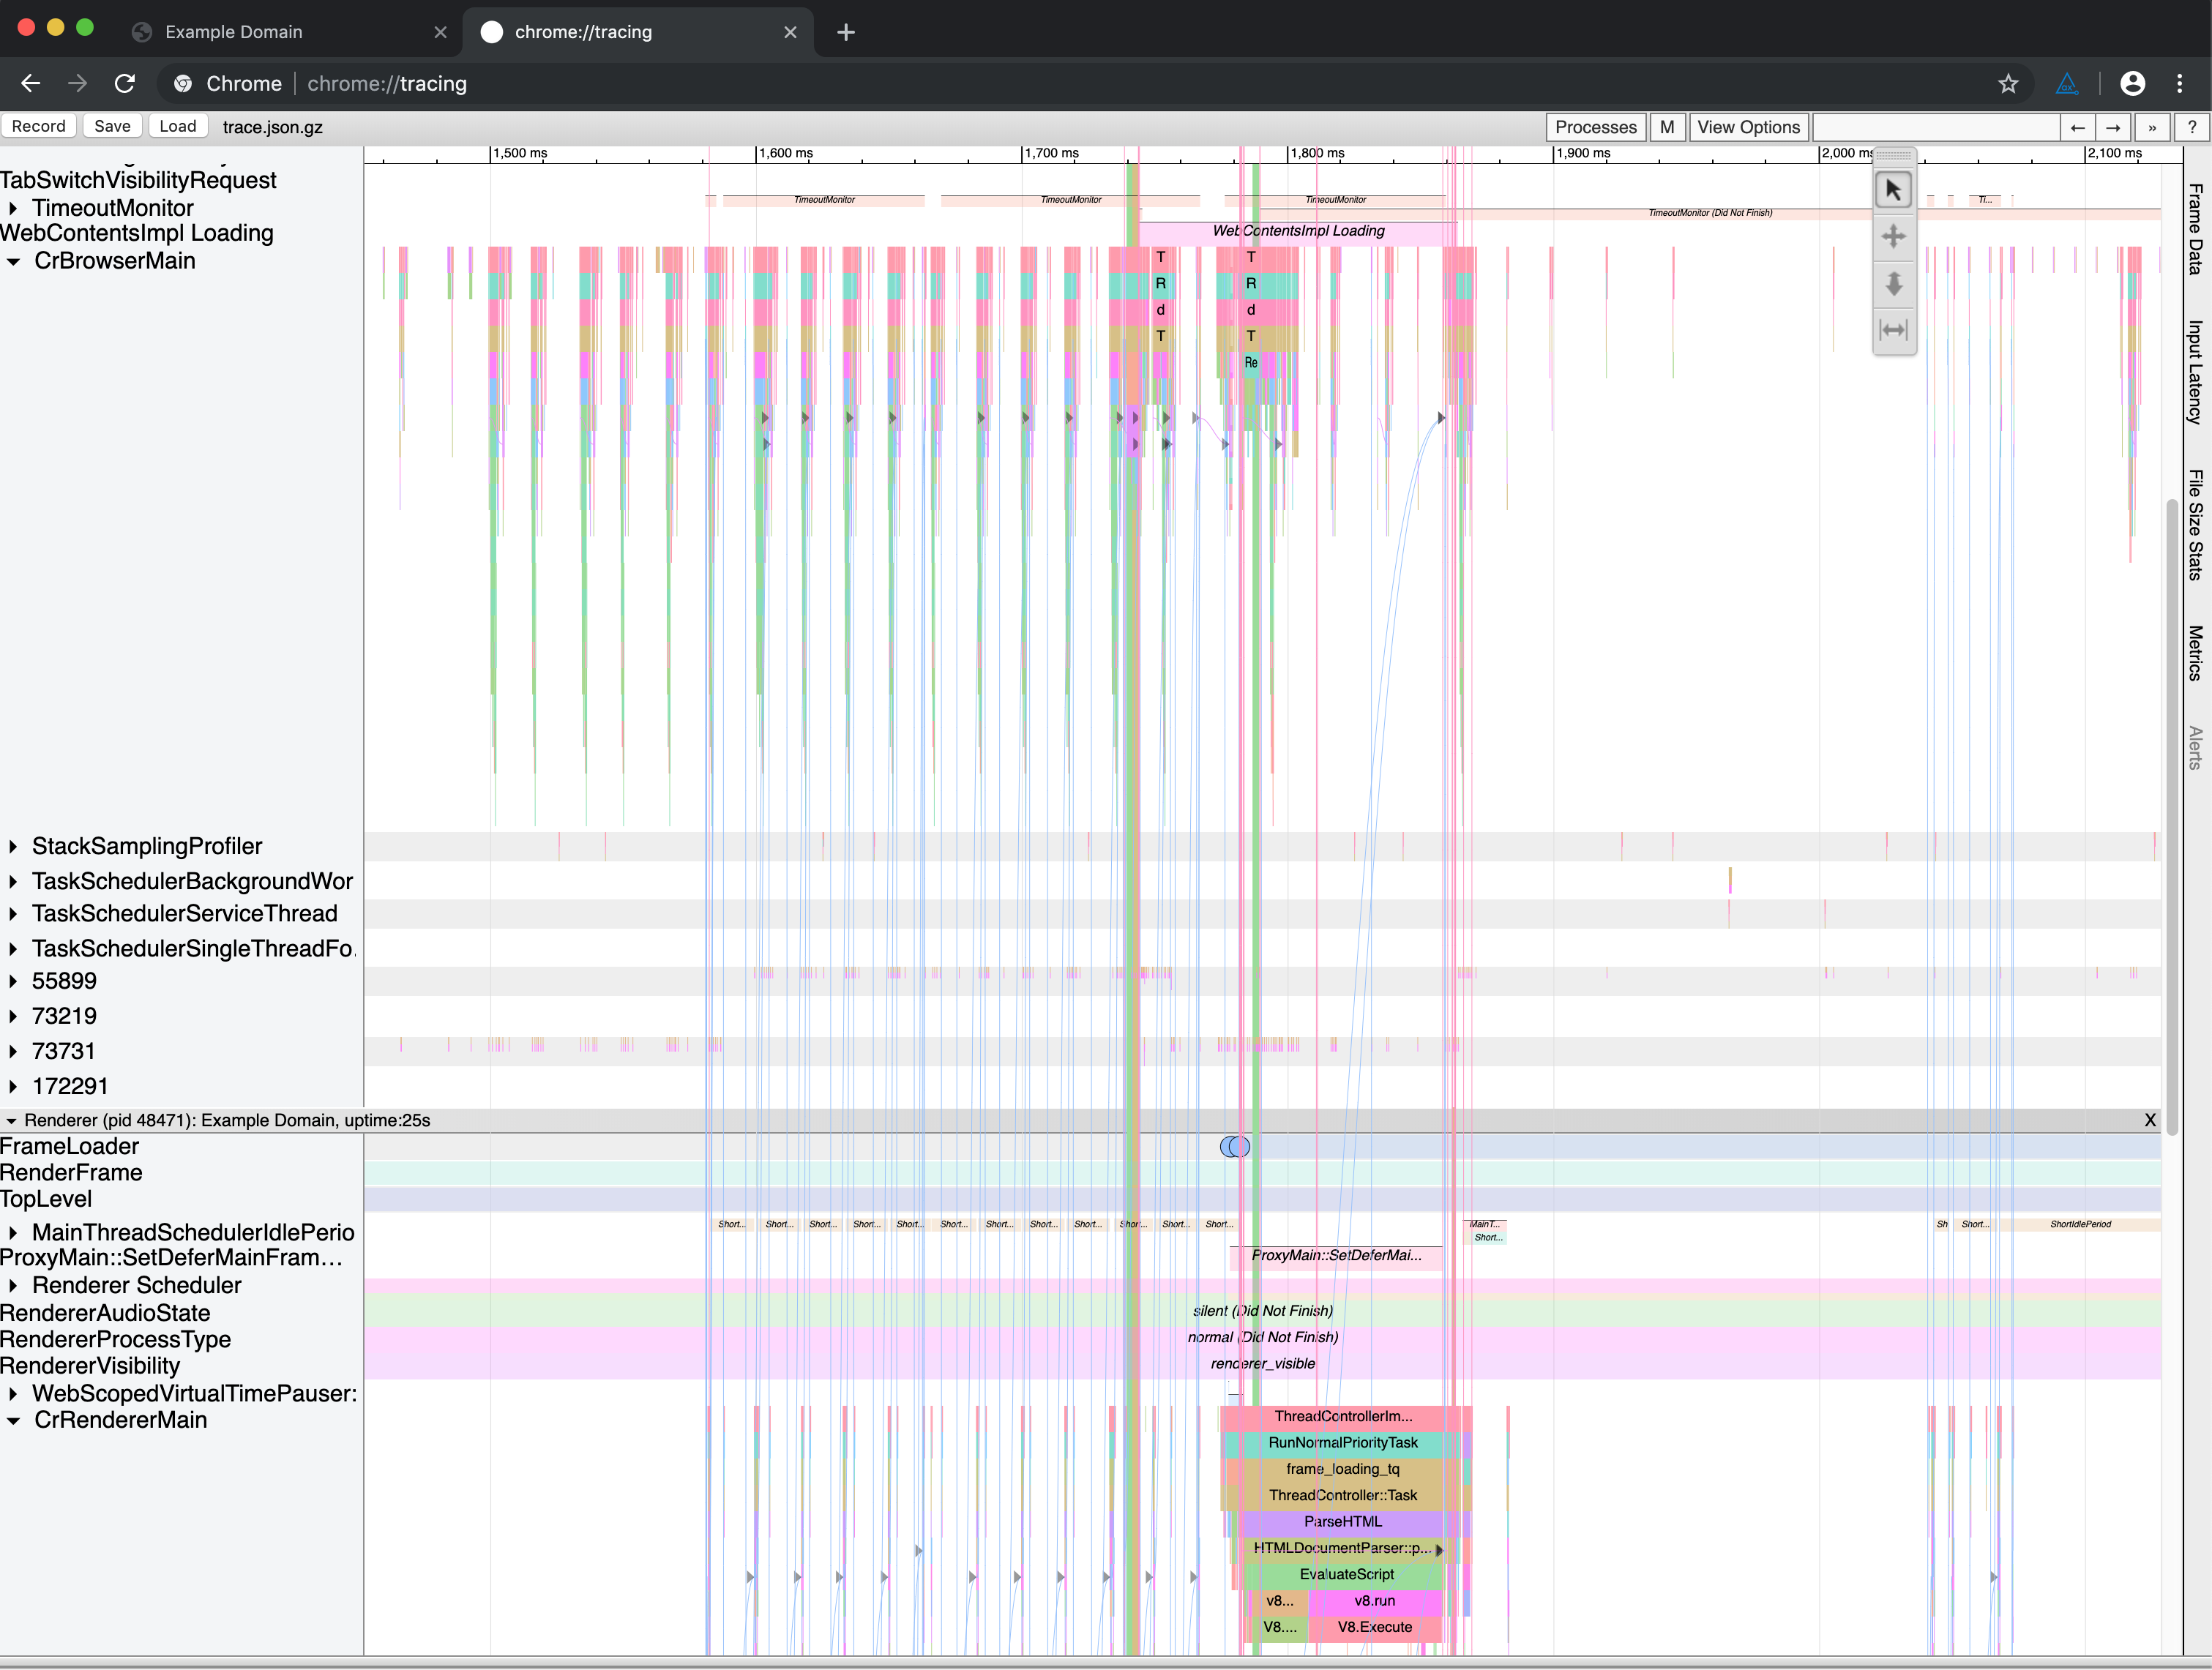 Example Domain
chrome://tracing
Chrome chrome://tracing
Record Save Load trace.json.gz Processes M View Options ← → » ?
1,500 ms 1,600 ms 1,700 ms 1,800 ms 1,900 ms 2,000 ms 2,100 ms
TabSwitchVisibilityRequest
TimeoutMonitor TimeoutMonitor TimeoutMonitor TimeoutMonitor Ti...
TimeoutMonitor (Did Not Finish)
WebContentsImpl Loading WebContentsImpl Loading
CrBrowserMain T T
R R
d d
T T
Re
StackSamplingProfiler
TaskSchedulerBackgroundWor
TaskSchedulerServiceThread
TaskSchedulerSingleThreadFo.
55899
73219
73731
172291
Renderer (pid 48471): Example Domain, uptime:25s X
FrameLoader
RenderFrame
TopLevel
MainThreadSchedulerIdlePerio Short... Short... Short... Short... Short... Short... Short... Short... Short... Shor... Short... Short... MainT... Sh Short... ShortIdlePeriod
Short...
ProxyMain::SetDeferMainFram... ProxyMain::SetDeferMai...
Renderer Scheduler
RendererAudioState silent (Did Not Finish)
RendererProcessType normal (Did Not Finish)
RendererVisibility renderer_visible
WebScopedVirtualTimePauser:
CrRendererMain ThreadControllerIm...
RunNormalPriorityTask
frame_loading_tq
ThreadController::Task
ParseHTML
HTMLDocumentParser::p...
EvaluateScript
v8... v8.run
V8.... V8.Execute
Frame Data
Input Latency
File Size Stats
Metrics
Alerts